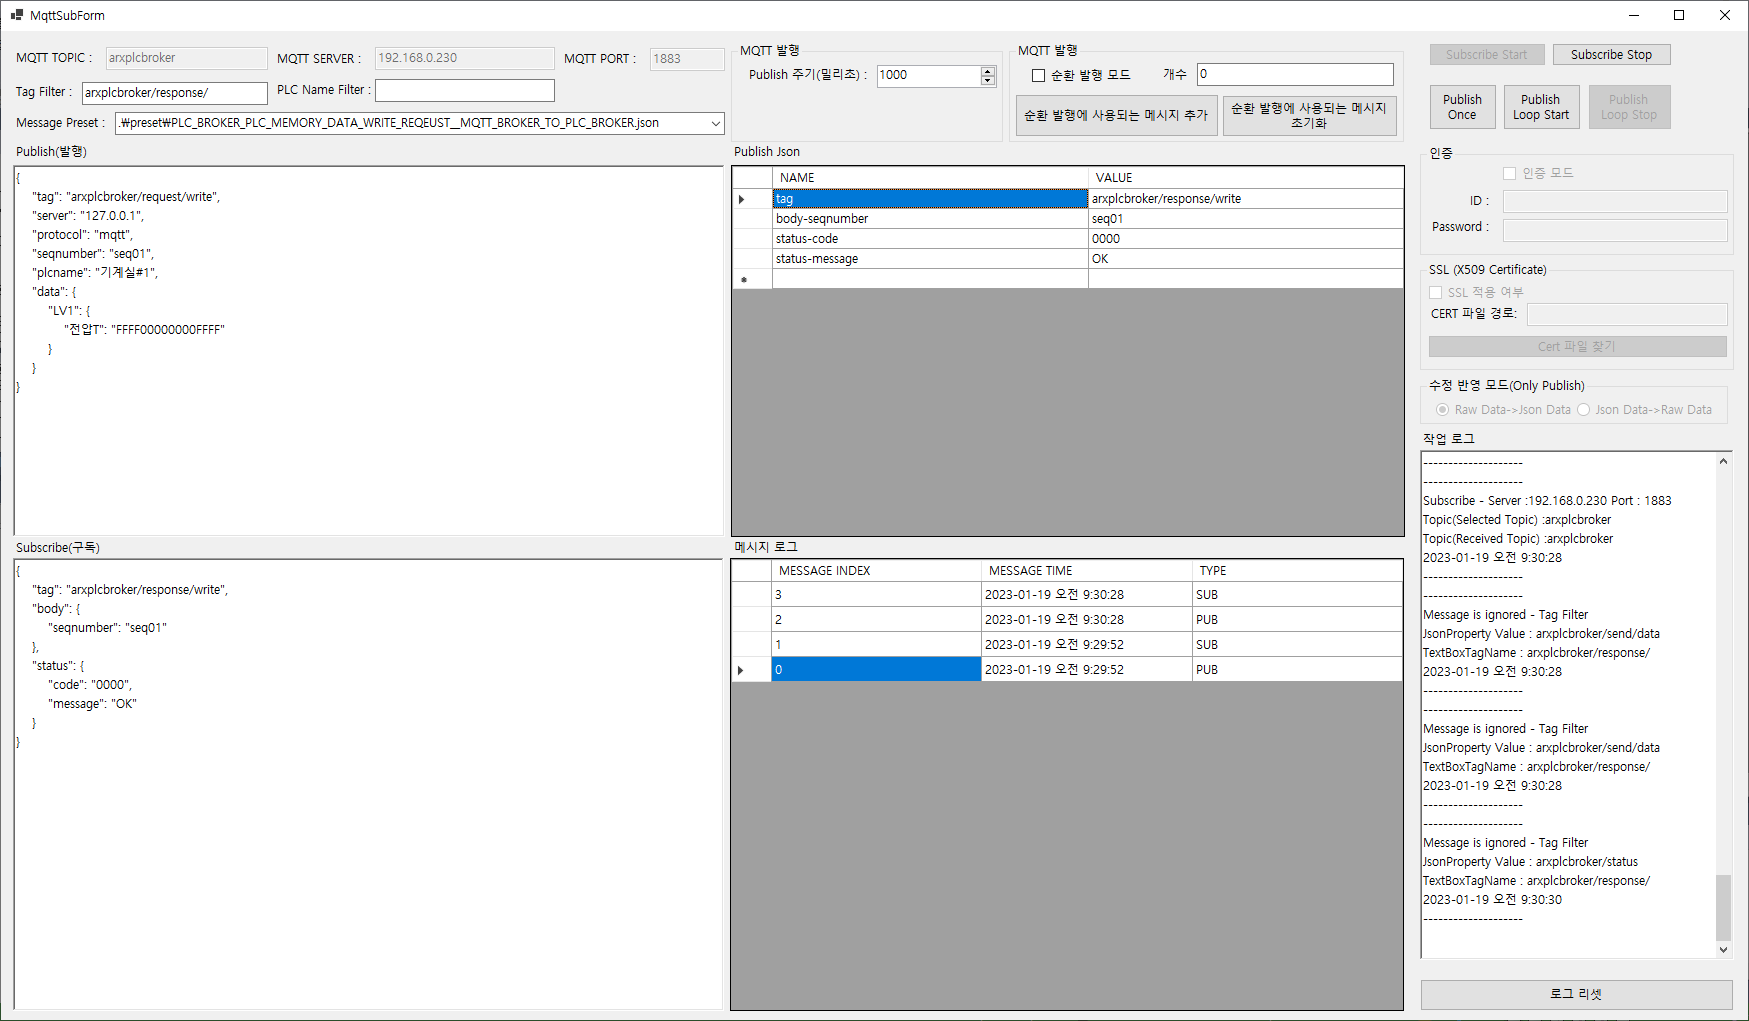 MqttSubForm
MQTT TOPIC : arxplcbroker MQTT SERVER : 192.168.0.230 MQTT PORT : 1883
Tag Filter : arxplcbroker/response/ PLC Name Filter :
Message Preset : .₩preset₩PLC_BROKER_PLC_MEMORY_DATA_WRITE_REQEUST__MQTT_BROKER_TO_PLC_BROKER.json
MQTT 발행
Publish 주기(밀리초) : 1000
MQTT 발행
순환 발행 모드 개수 0
순환 발행에 사용되는 메시지 추가
순환 발행에 사용되는 메시지
초기화
Subscribe Start Subscribe Stop
Publish
Once
Publish
Loop Start
Publish
Loop Stop
Publish(발행)
{
"tag": "arxplcbroker/request/write",
"server": "127.0.0.1",
"protocol": "mqtt",
"seqnumber": "seq01",
"plcname": "기계실#1",
"data": {
"LV1": {
"전압T": "FFFF00000000FFFF"
}
}
}
Publish Json
NAME VALUE
tag arxplcbroker/response/write
body-seqnumber seq01
status-code 0000
status-message OK
인증
인증 모드
ID :
Password :
SSL (X509 Certificate)
SSL 적용 여부
CERT 파일 경로:
Cert 파일 찾기
수정 반영 모드(Only Publish)
Raw Data->Json Data Json Data->Raw Data
Subscribe(구독)
{
"tag": "arxplcbroker/response/write",
"body": {
"seqnumber": "seq01"
},
"status": {
"code": "0000",
"message": "OK"
}
}
메시지 로그
MESSAGE INDEX MESSAGE TIME TYPE
3 2023-01-19 오전 9:30:28 SUB
2 2023-01-19 오전 9:30:28 PUB
1 2023-01-19 오전 9:29:52 SUB
0 2023-01-19 오전 9:29:52 PUB
작업 로그
--------------------
--------------------
Subscribe - Server :192.168.0.230 Port : 1883
Topic(Selected Topic) :arxplcbroker
Topic(Received Topic) :arxplcbroker
2023-01-19 오전 9:30:28
--------------------
--------------------
Message is ignored - Tag Filter
JsonProperty Value : arxplcbroker/send/data
TextBoxTagName : arxplcbroker/response/
2023-01-19 오전 9:30:28
--------------------
--------------------
Message is ignored - Tag Filter
JsonProperty Value : arxplcbroker/send/data
TextBoxTagName : arxplcbroker/response/
2023-01-19 오전 9:30:28
--------------------
--------------------
Message is ignored - Tag Filter
JsonProperty Value : arxplcbroker/status
TextBoxTagName : arxplcbroker/response/
2023-01-19 오전 9:30:30
--------------------
로그 리셋